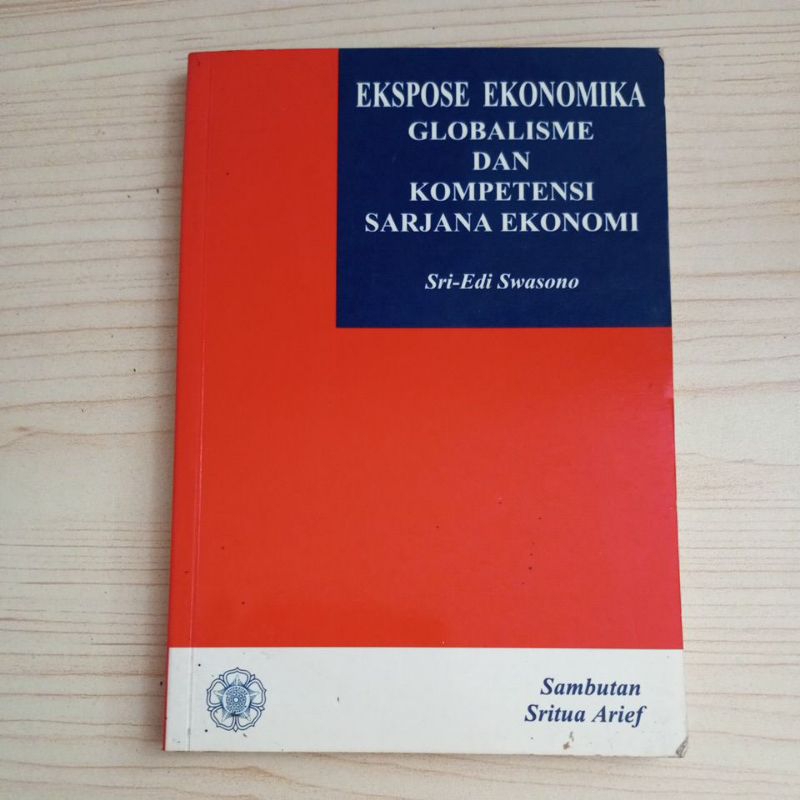 EKSPOSE EKONOMIKA
GLOBALISME
DAN
KOMPETENSI
SARJANA EKONOMI
Sri-Edi Swasono
Sambutan
Sritua Arief